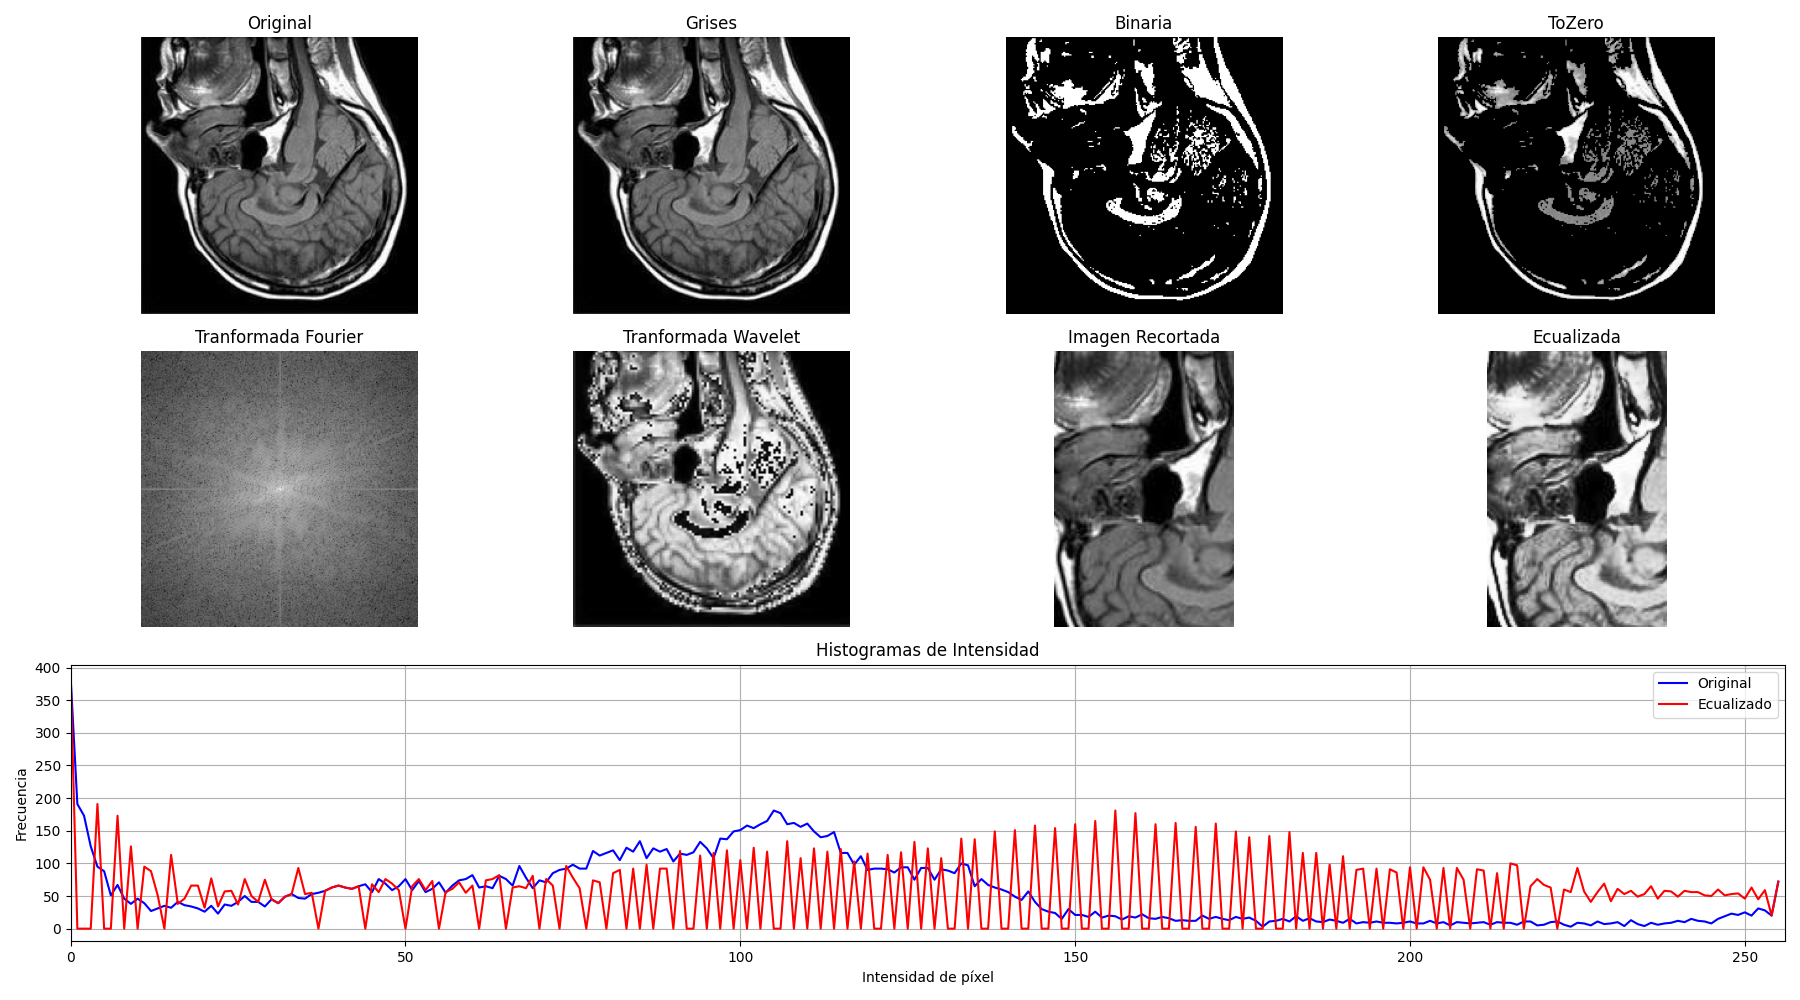 Original
Grises
Binaria
ToZero
Tranformada Fourier
Tranformada Wavelet
Imagen Recortada
Ecualizada
Histogramas de Intensidad
Frecuencia
400
350
300
250
200
150
100
50
0
Original
Ecualizado
0
50
100
150
200
250
Intensidad de píxel